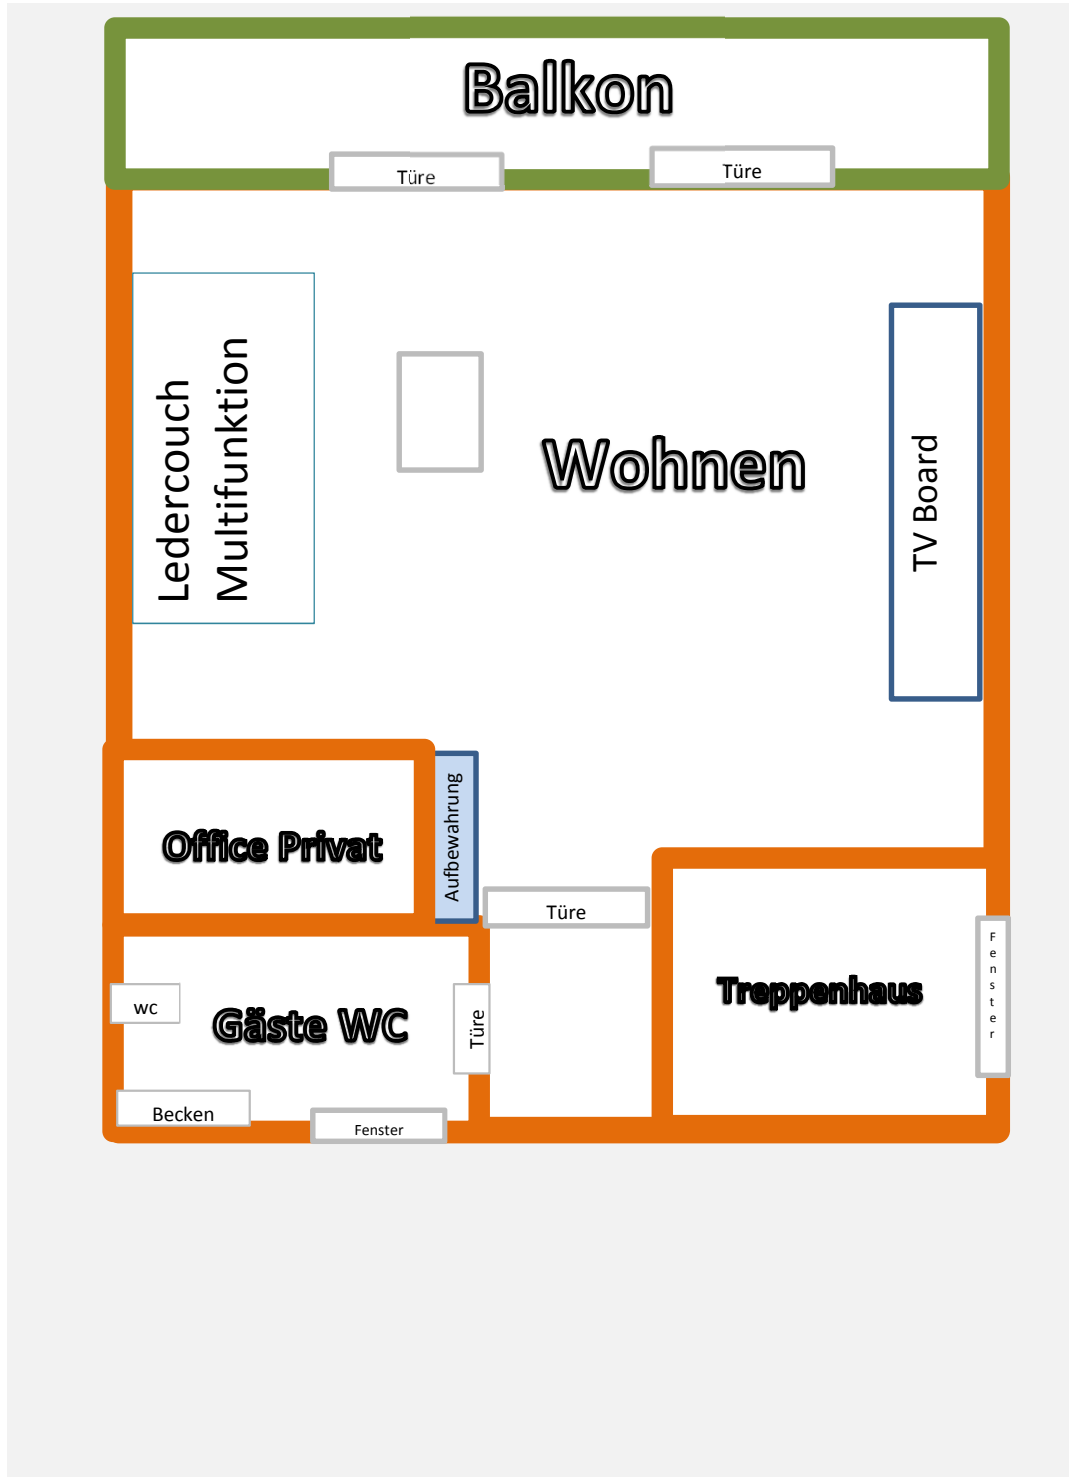 Balkon
Türe
Türe
Ledercouch
Multifunktion
Wohnen
TV Board
Office Privat
Aufbewahrung
Türe
Fenster
Treppenhaus
wc
Gäste WC
Türe
Becken
Fenster